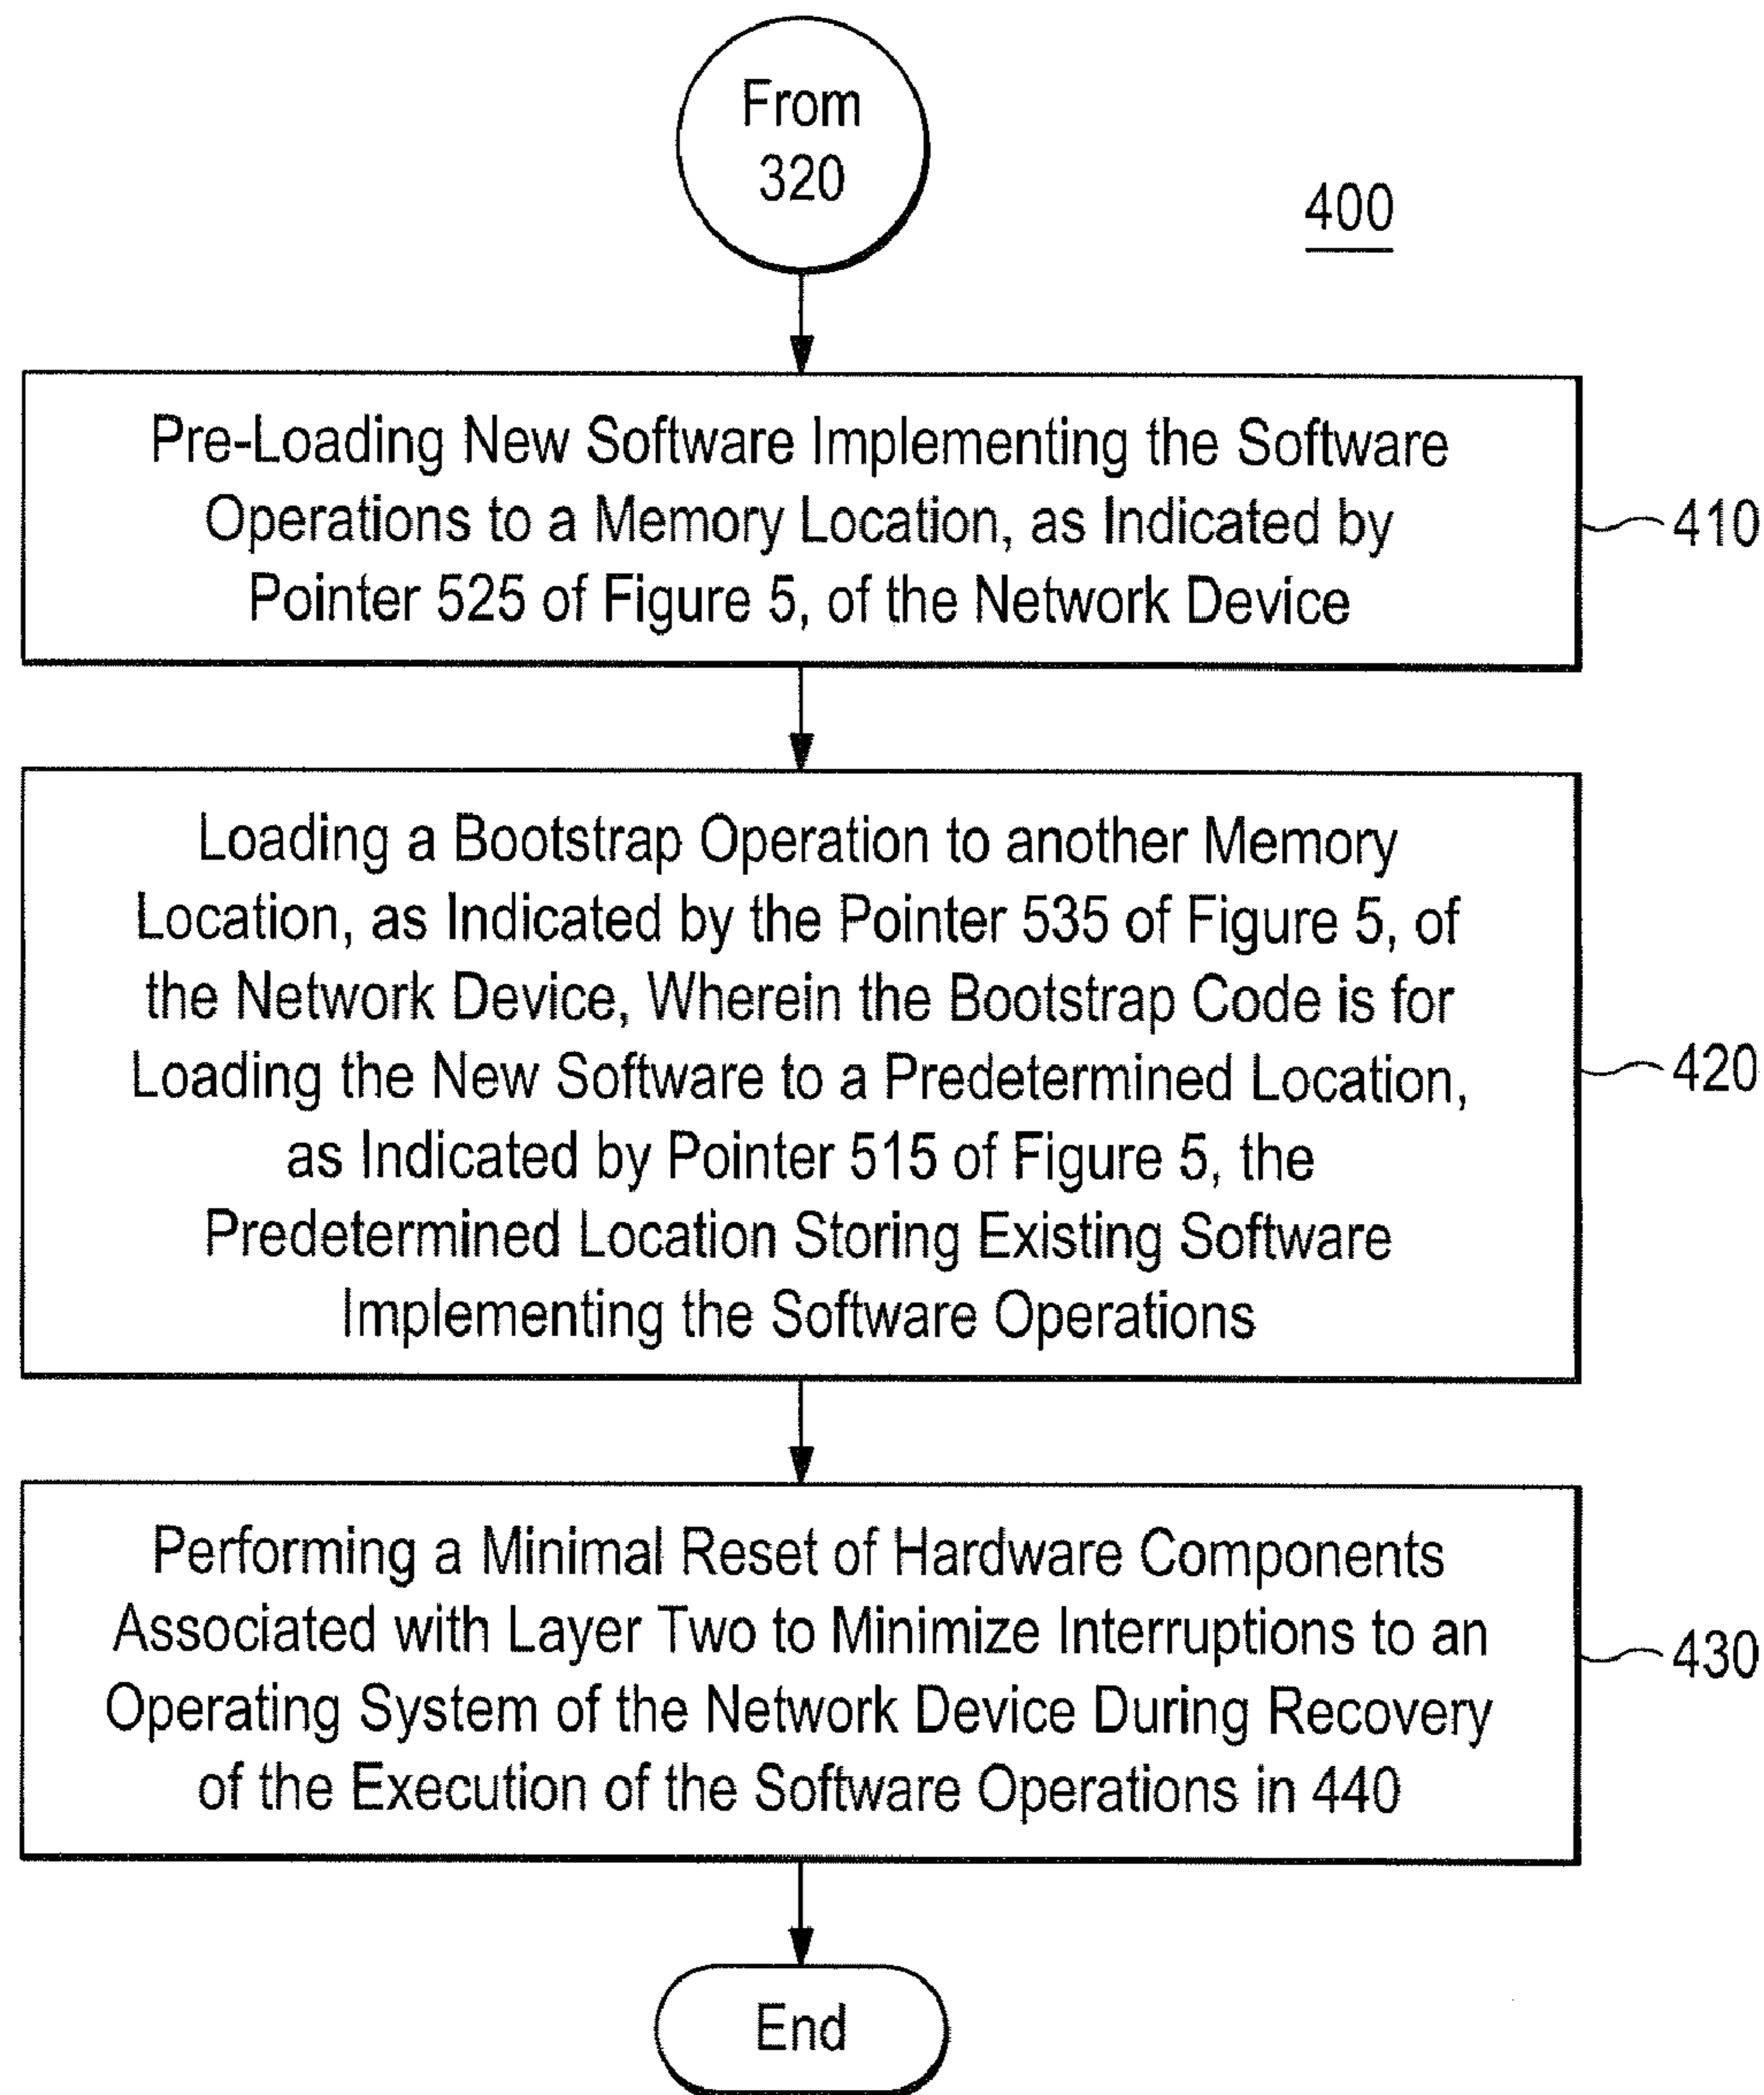 From
320
400
Pre-Loading New Software Implementing the Software
Operations to a Memory Location, as Indicated by
Pointer 525 of Figure 5, of the Network Device
410
Loading a Bootstrap Operation to another Memory
Location, as Indicated by the Pointer 535 of Figure 5, of
the Network Device, Wherein the Bootstrap Code is for
Loading the New Software to a Predetermined Location,
as Indicated by Pointer 515 of Figure 5, the
Predetermined Location Storing Existing Software
Implementing the Software Operations
420
Performing a Minimal Reset of Hardware Components
Associated with Layer Two to Minimize Interruptions to an
Operating System of the Network Device During Recovery
of the Execution of the Software Operations in 440
430
End